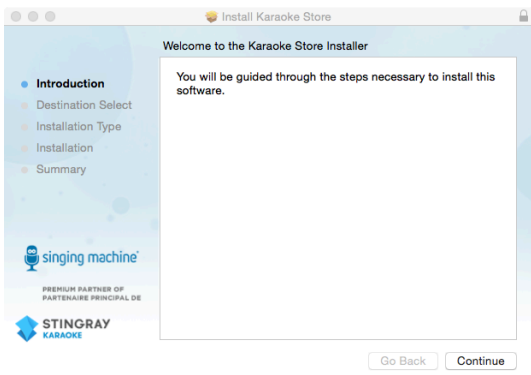 Install Karaoke Store
Welcome to the Karaoke Store Installer
Introduction
Destination Select
Installation Type
Installation
Summary
You will be guided through the steps necessary to install this
software.
singing machine
PREMIUM PARTNER OF
PARTENAIRE PRINCIPAL DE
STINGRAY
KARAOKE
Go Back
Continue